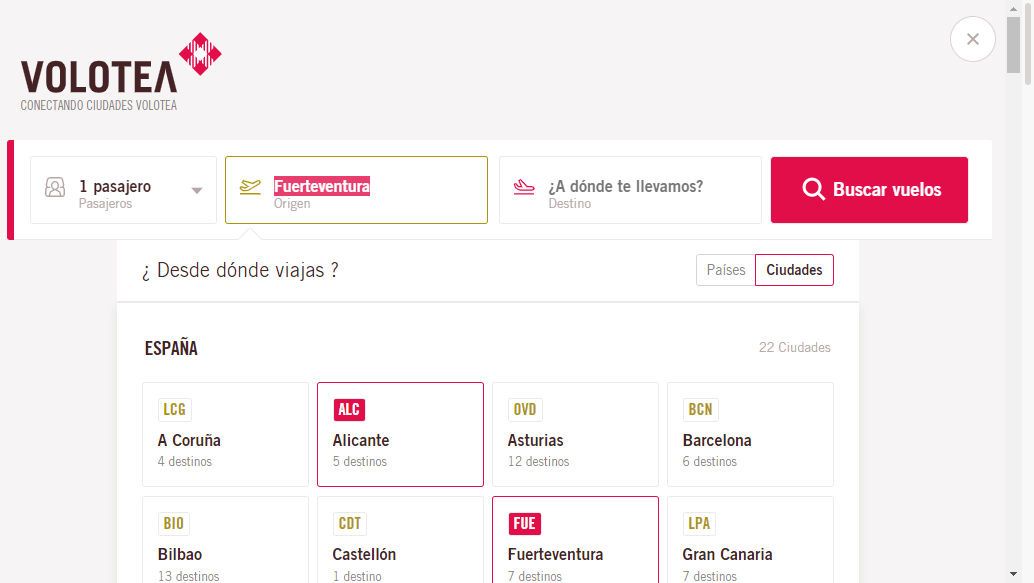 VOLOTEA
CONECTANDO CIUDADES VOLOTEA
1 pasajero
Pasajeros
Fuerteventura
Origen
¿A dónde te llevamos?
Destino
Buscar vuelos
¿ Desde dónde viajas ?
Países
Ciudades
ESPAÑA
22 Ciudades
LCG
A Coruña
4 destinos
ALC
Alicante
5 destinos
OVD
Asturias
12 destinos
BCN
Barcelona
6 destinos
BIO
Bilbao
13 destinos
CDT
Castellón
1 destino
FUE
Fuerteventura
7 destinos
LPA
Gran Canaria
7 destinos